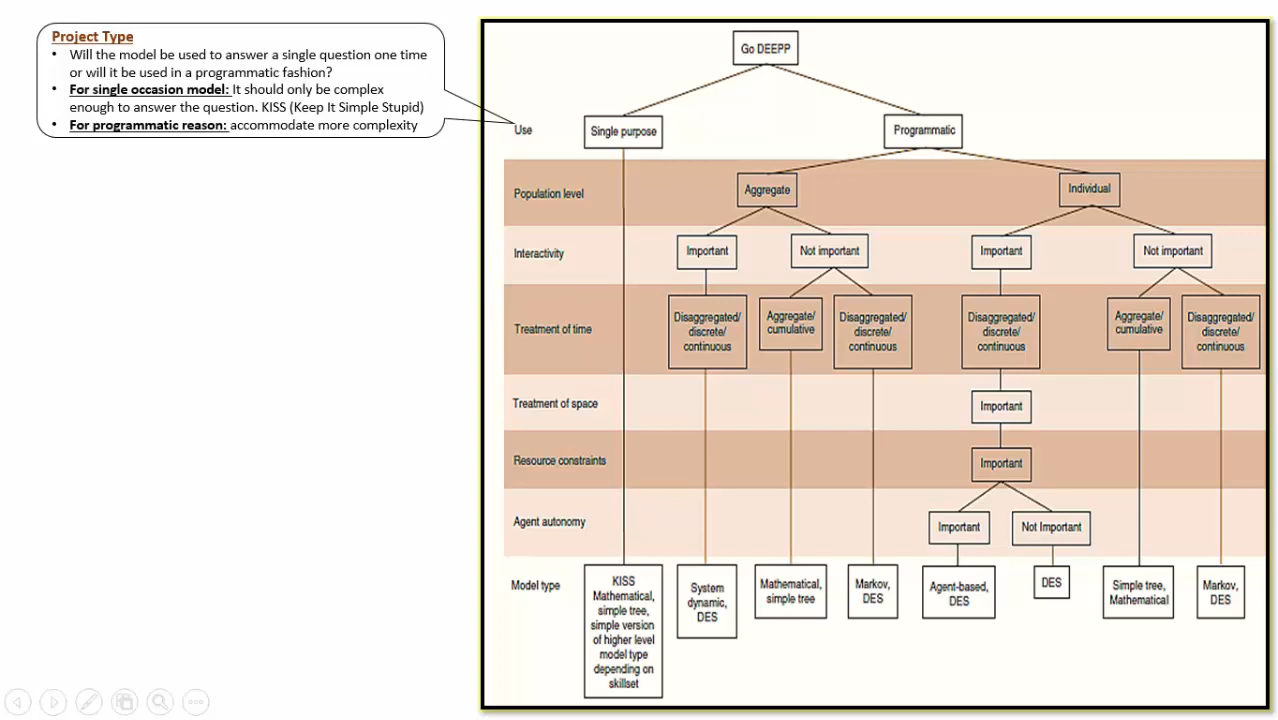 Project Type
• Will the model be used to answer a single question one time
or will it be used in a programmatic fashion?
• For single occasion model: It should only be complex
enough to answer the question. KISS (Keep It Simple Stupid)
• For programmatic reason: accommodate more complexity
Go DEEPP
Use
Single purpose
Programmatic
Population level
Aggregate
Individual
Interactivity
Important
Not important
Important
Not important
Treatment of time
Disaggregated/
discrete/
continuous
Aggregate/
cumulative
Disaggregated/
discrete/
continuous
Disaggregated/
discrete/
continuous
Aggregate/
cumulative
Disaggregated/
discrete/
continuous
Treatment of space
Important
Resource constraints
Important
Agent autonomy
Important
Not Important
Model type
KISS
Mathematical,
simple tree,
simple version
of higher level
model type
depending on
skillset
System
dynamic,
DES
Mathematical,
simple tree
Markov,
DES
Agent-based,
DES
DES
Simple tree,
Mathematical
Markov,
DES